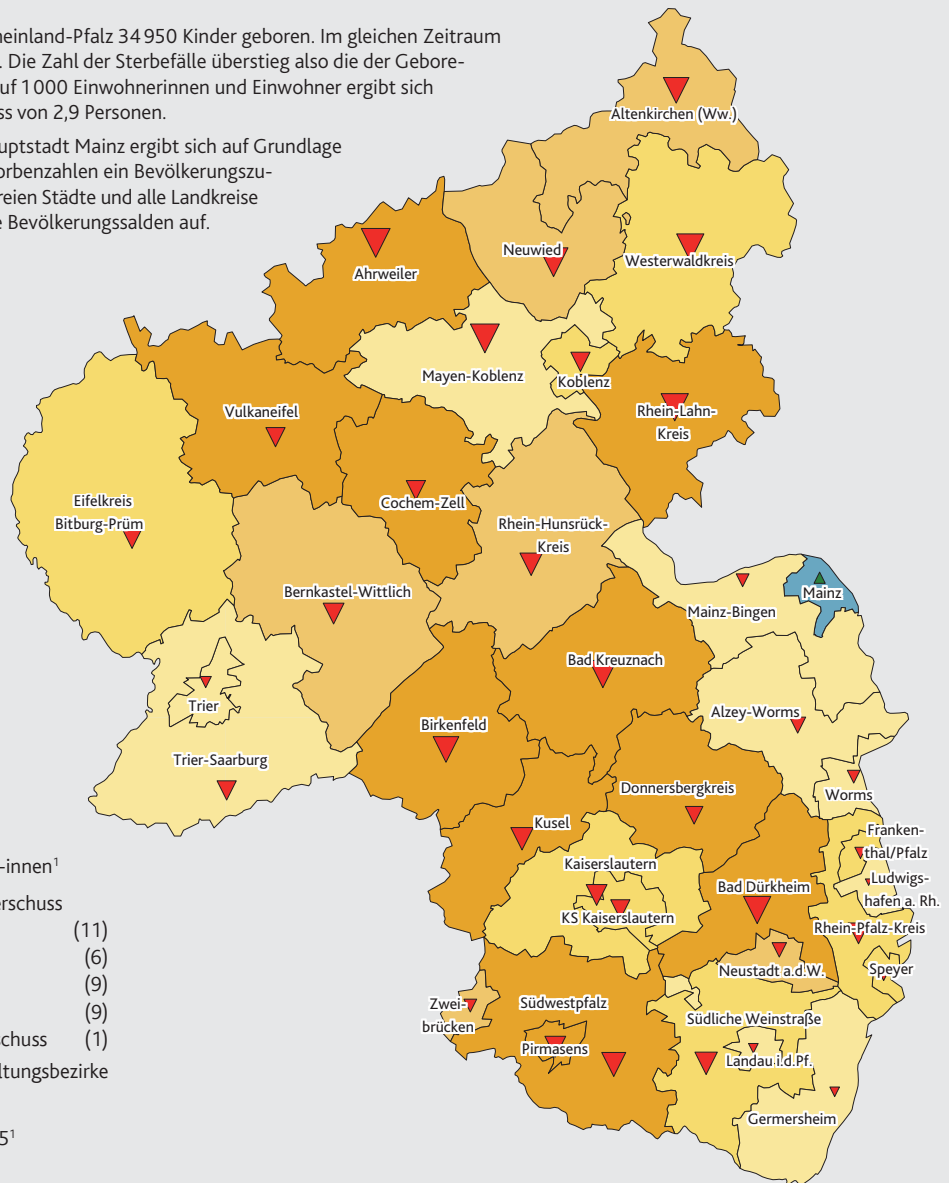 heinland-Pfalz 34 950 Kinder geboren. Im gleichen Zeitraum
. Die Zahl der Sterbefälle überstieg also die der Gebore-
uf 1 000 Einwohnerinnen und Einwohner ergibt sich
ss von 2,9 Personen.
uptstadt Mainz ergibt sich auf Grundlage
orbenzahlen ein Bevölkerungszu-
reien Städte und alle Landkreise
e Bevölkerungssalden auf.
Altenkirchen (Ww.)
Neuwied
Westerwaldkreis
Ahrweiler
Mayen-Koblenz
Koblenz
Vulkaneifel
Rhein-Lahn-
Kreis
Cochem-Zell
Eifelkreis
Bitburg-Prüm
Rhein-Hunsrück-
Kreis
Bernkastel-Wittlich
Mainz
Mainz-Bingen
Bad Kreuznach
Trier
Alzey-Worms
Birkenfeld
Trier-Saarburg
Donnersbergkreis
Worms
Kusel
Franken-
thal/Pfalz
Kaiserslautern
Ludwigs-
hafen a. Rh.
Bad Dürkheim
KS Kaiserslautern
Rhein-Pfalz-Kreis
Neustadt a.d.W.
Speyer
Zwei-
brücken
Südwestpfalz
Südliche Weinstraße
Pirmasens
Landau i.d.Pf.
Germersheim
-innen¹
erschuss
(11)
(6)
(9)
(9)
schuss (1)
ltungsbezirke
5¹